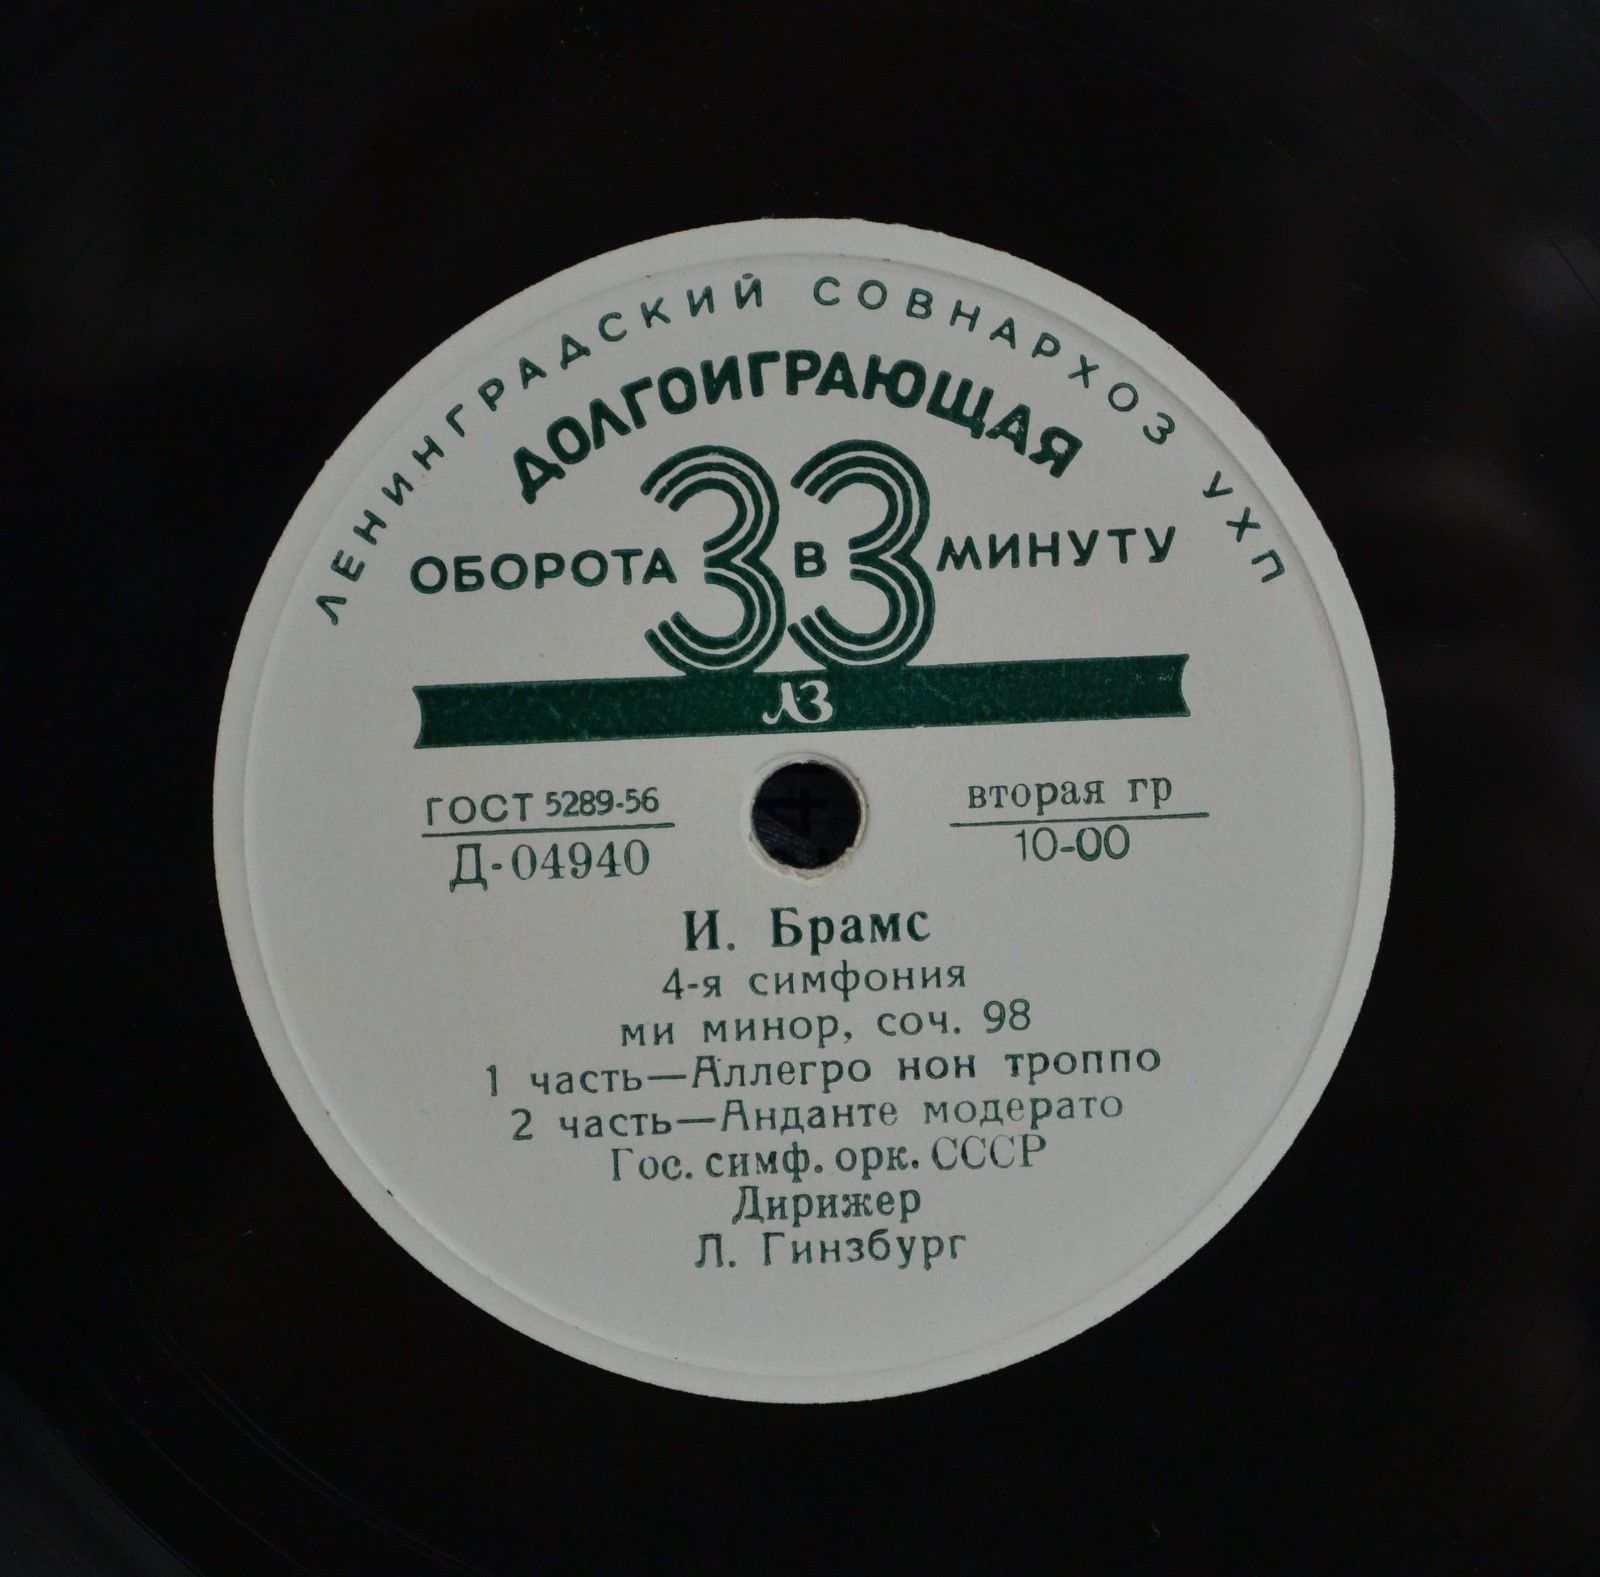 ЛЕНИНГРАДСКИЙ СОВНАРХОЗ УХП
ДОЛГОИГРАЮЩАЯ
33
ОБОРОТА В МИНУТУ
ЛЗ
ГОСТ 5289-56
Д-04940
вторая гр
10-00
И. Брамс
4-я симфония
ми минор, соч. 98
1 часть—Аллегро нон троппо
2 часть—Анданте модерато
Гос. симф. орк. СССР
Дирижер
Л. Гинзбург